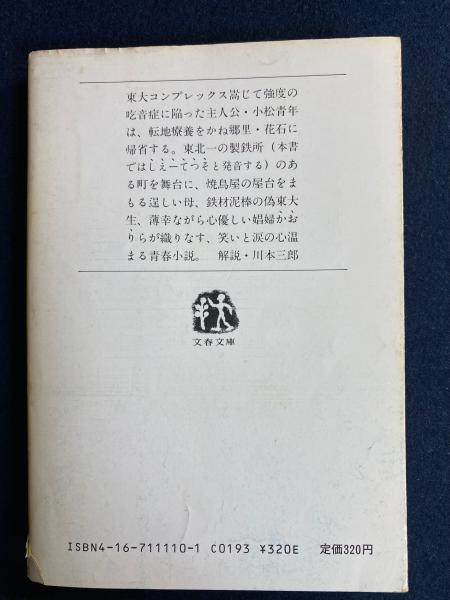 東大コンプレックス嵩じて強度の
吃音症に陥った主人公・小松青年
は、転地療養をかね郷里・花石に
帰省する。東北一の製鉄所（本書
ではしえーてつそと発音する）のあ
る町を舞台に、焼鳥屋の屋台をま
もる逞しい母、鉄材泥棒の偽東大
生、薄幸ながら心優しい娼婦かお
りらが織りなす、笑いと涙の心温
まる青春小説。 解説・川本三郎
文春文庫
ISBN4-16-711110-1 C0193 ¥320E 定価320円